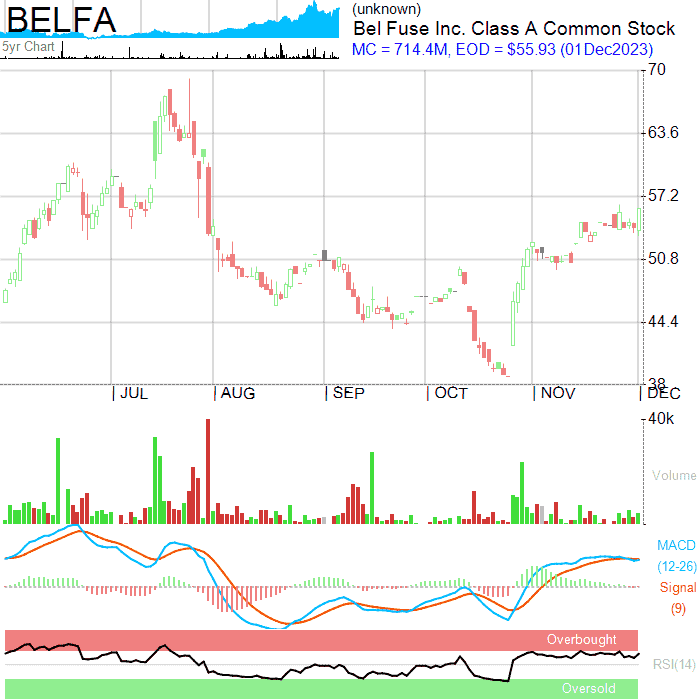 BELFA
(unknown)
Bel Fuse Inc. Class A Common Stock
5yr Chart
MC = 714.4M, EOD = $55.93 (01Dec2023)
70
63.6
57.2
50.8
44.4
38
JUL AUG SEP OCT NOV DEC
40k
Volume
MACD
(12-26)
Signal
(9)
Overbought
RSI(14)
Oversold